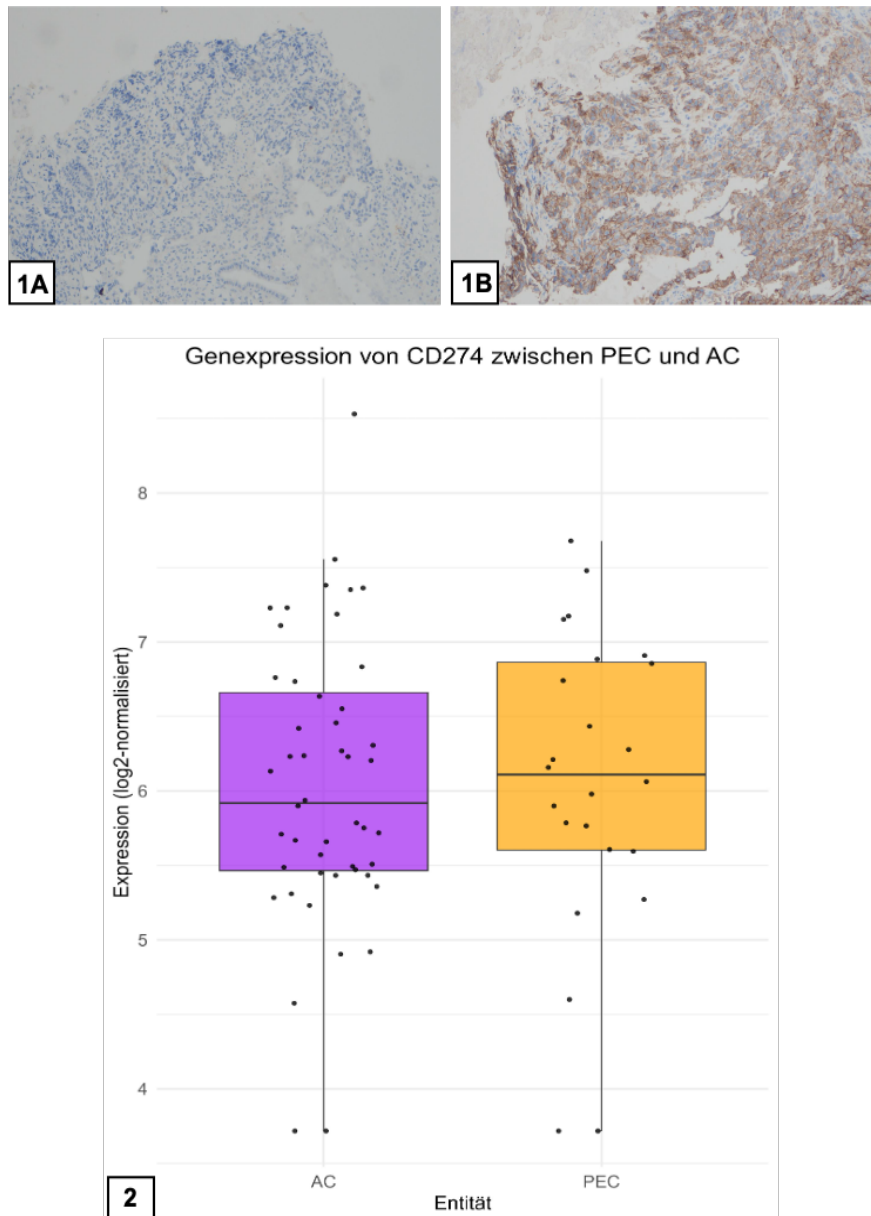 1A
1B
Genexpression von CD274 zwischen PEC und AC
Expression (log2-normalisiert)
8
7
6
5
4
AC
PEC
Entität
2